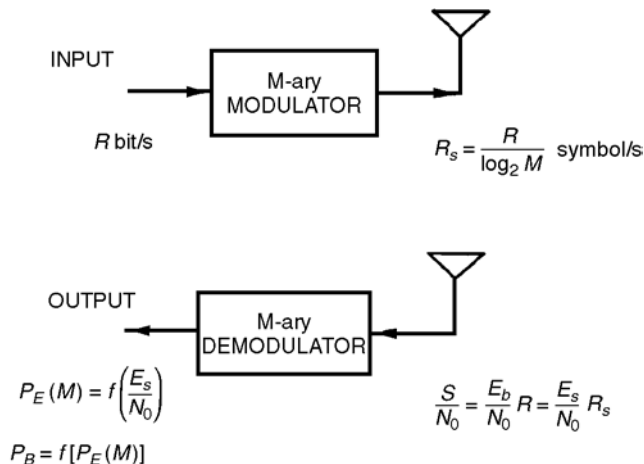 INPUT
M-ary
MODULATOR
R bit/s
R_s = R / log_2 M symbol/s
OUTPUT
M-ary
DEMODULATOR
P_E (M) = f(E_s / N_0)
S / N_0 = E_b / N_0 R = E_s / N_0 R_s
P_B = f [P_E (M)]